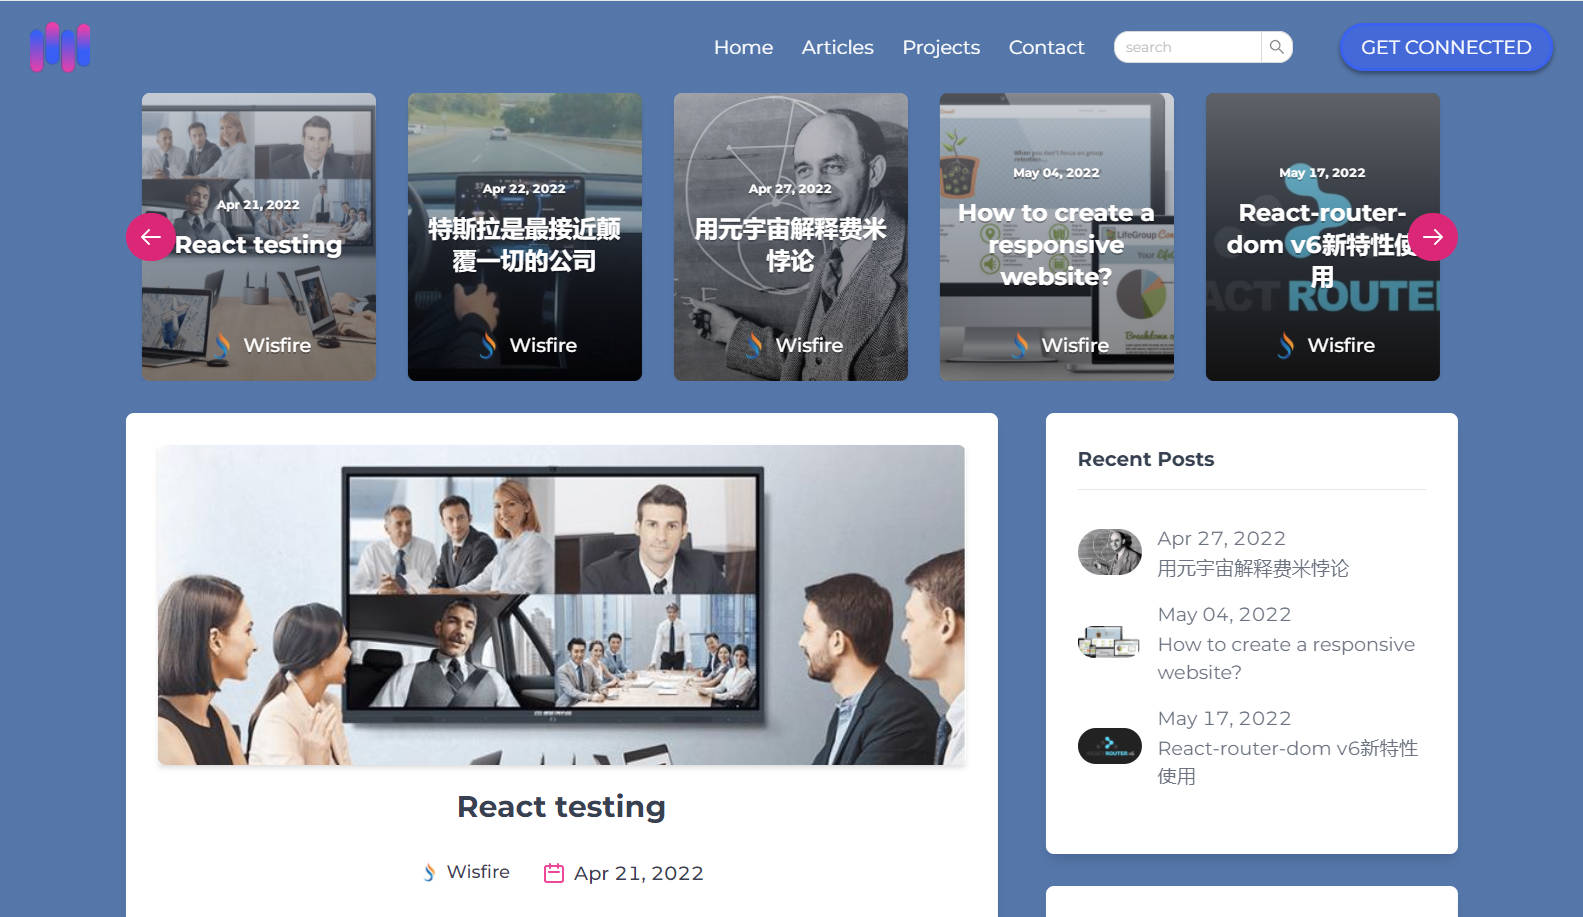 Home
Articles
Projects
Contact
search
GET CONNECTED
Apr 21, 2022
React testing
Wisfire
Apr 22, 2022
特斯拉是最接近颠
覆一切的公司
Wisfire
Apr 27, 2022
用元宇宙解释费米
悖论
Wisfire
May 04, 2022
How to create a
responsive
website?
Wisfire
May 17, 2022
React-router-
dom v6新特性使
用
ACT ROUTER
Wisfire
React testing
Wisfire
Apr 21, 2022
Recent Posts
Apr 27, 2022
用元宇宙解释费米悖论
May 04, 2022
How to create a responsive
website?
May 17, 2022
React-router-dom v6新特性
使用